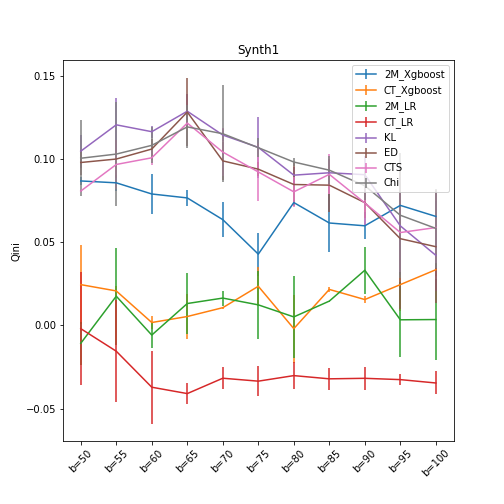 Synth1
0.15
0.10
0.05
0.00
−0.05
Qini
2M_Xgboost
CT_Xgboost
2M_LR
CT_LR
KL
ED
CTS
Chi
b=50
b=55
b=60
b=65
b=70
b=75
b=80
b=85
b=90
b=95
b=100